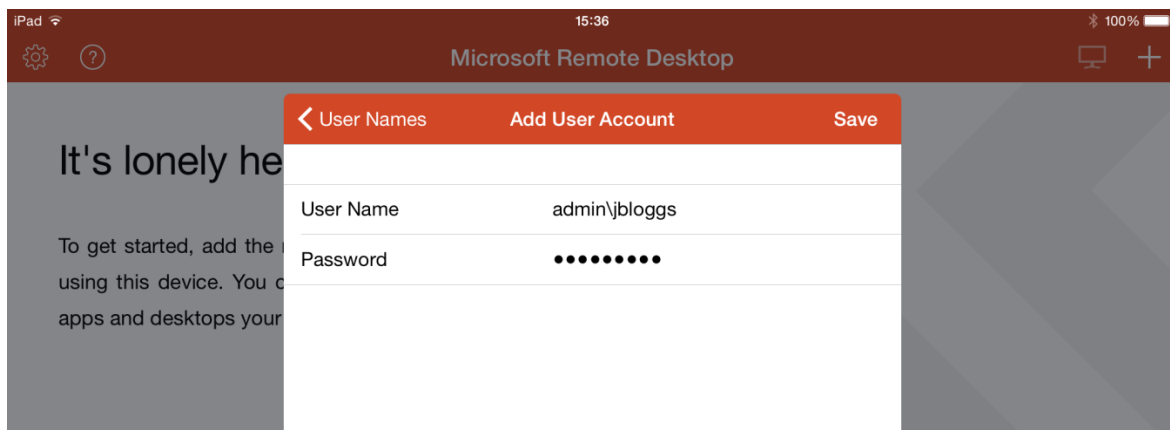 iPad 15:36 100%
Microsoft Remote Desktop
User Names Add User Account Save
It's lonely he
User Name admin\jbloggs
To get started, add the
Password •••••••••
using this device. You c
apps and desktops your